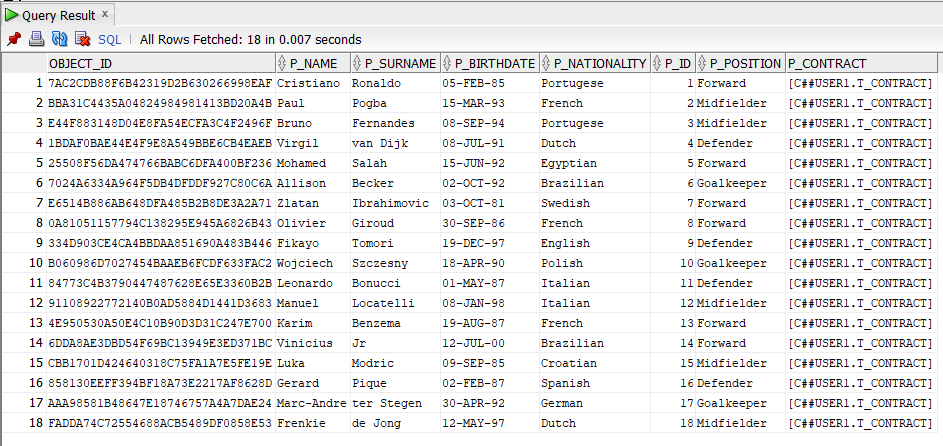 Query Result x
SQL | All Rows Fetched: 18 in 0.007 seconds
OBJECT_ID P_NAME P_SURNAME P_BIRTHDATE P_NATIONALITY P_ID P_POSITION P_CONTRACT
1 7AC2CDB88F6B42319D2B630266998EAF Cristiano Ronaldo 05-FEB-85 Portugese 1 Forward [C##USER1.T_CONTRACT]
2 BBA31C4435A04824984981413BD20A4B Paul Pogba 15-MAR-93 French 2 Midfielder [C##USER1.T_CONTRACT]
3 E44F883148D04E8FA54ECFA3C4F2496F Bruno Fernandes 08-SEP-94 Portugese 3 Midfielder [C##USER1.T_CONTRACT]
4 1BDAF0BAE44E4F9E8A549BBE6CB4EAEB Virgil van Dijk 08-JUL-91 Dutch 4 Defender [C##USER1.T_CONTRACT]
5 25508F56DA474766BABC6DFA400BF236 Mohamed Salah 15-JUN-92 Egyptian 5 Forward [C##USER1.T_CONTRACT]
6 7024A6334A964F5DB4DFDDF927C80C6A Allison Becker 02-OCT-92 Brazilian 6 Goalkeeper [C##USER1.T_CONTRACT]
7 E6514B886AB648DFA485B2B8DE3A2A71 Zlatan Ibrahimovic 03-OCT-81 Swedish 7 Forward [C##USER1.T_CONTRACT]
8 0A81051157794C138295E945A6826B43 Olivier Giroud 30-SEP-86 French 8 Forward [C##USER1.T_CONTRACT]
9 334D903CE4CA4BBDAA851690A483B446 Fikayo Tomori 19-DEC-97 English 9 Defender [C##USER1.T_CONTRACT]
10 B060986D7027454BAAEB6FCDF633FAC2 Wojciech Szczesny 18-APR-90 Polish 10 Goalkeeper [C##USER1.T_CONTRACT]
11 84773C4B3790447487628E65E3360B2B Leonardo Bonucci 01-MAY-87 Italian 11 Defender [C##USER1.T_CONTRACT]
12 91108922772140B0AD5884D1441D3683 Manuel Locatelli 08-JAN-98 Italian 12 Midfielder [C##USER1.T_CONTRACT]
13 4E950530A50E4C10B90D3D31C247E700 Karim Benzema 19-AUG-87 French 13 Forward [C##USER1.T_CONTRACT]
14 6DDA8AE3DBD54F69BC13949E3ED371BC Vinicius Jr 12-JUL-00 Brazilian 14 Forward [C##USER1.T_CONTRACT]
15 CBB1701D424640318C75FA1A7E5FE19E Luka Modric 09-SEP-85 Croatian 15 Midfielder [C##USER1.T_CONTRACT]
16 858130EEFF394BF18A73E2217AF8628D Gerard Pique 02-FEB-87 Spanish 16 Defender [C##USER1.T_CONTRACT]
17 AAA98581B48647E18746757A4A7DAE24 Marc-Andre ter Stegen 30-APR-92 German 17 Goalkeeper [C##USER1.T_CONTRACT]
18 FADDA74C72554688ACB5489DF0858E53 Frenkie de Jong 12-MAY-97 Dutch 18 Midfielder [C##USER1.T_CONTRACT]